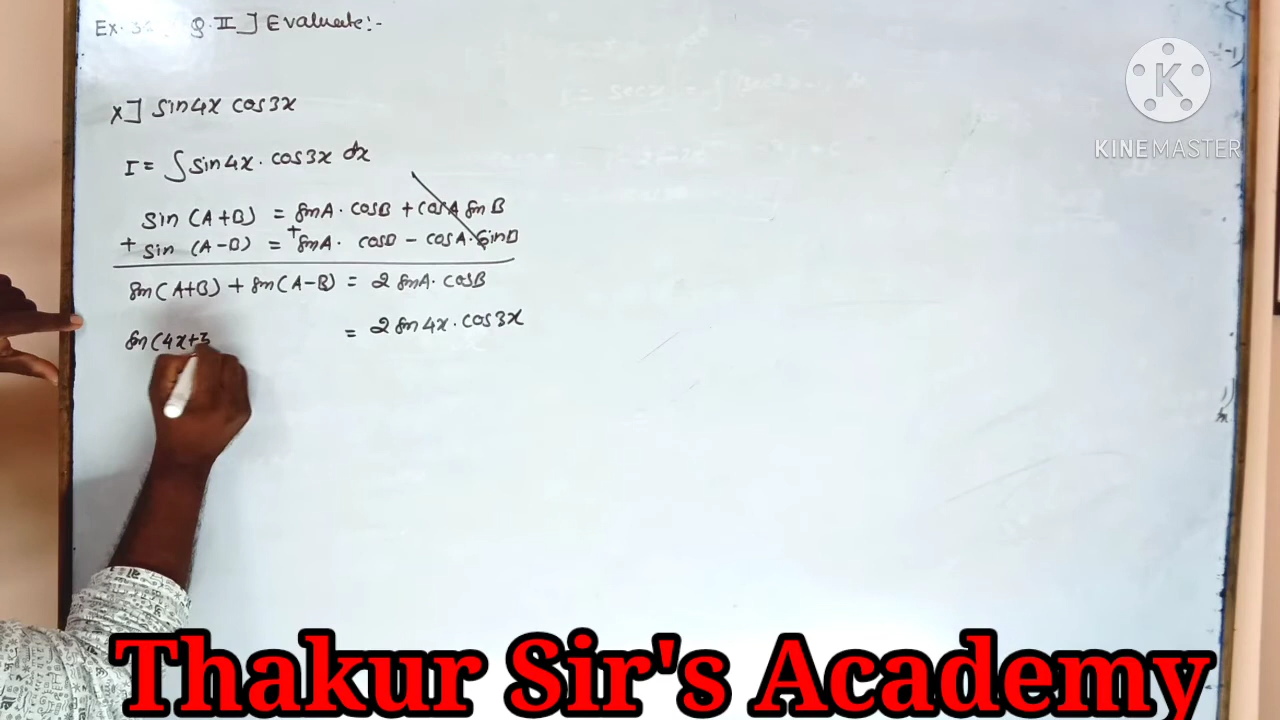 Ex. 3 Q. II ] Evaluate:-
x] sin4x cos3x
I = ∫ sin4x . cos3x dx
sin (A+B) = sinA . cosB + cosA sinB
+ sin (A-B) = + sinA . cosB - cosA . sinB
sin(A+B) + sin(A-B) = 2 sinA . cosB
sin(4x+3 = 2 sin4x . cos3x
K
KINEMASTER
Thakur Sir's Academy